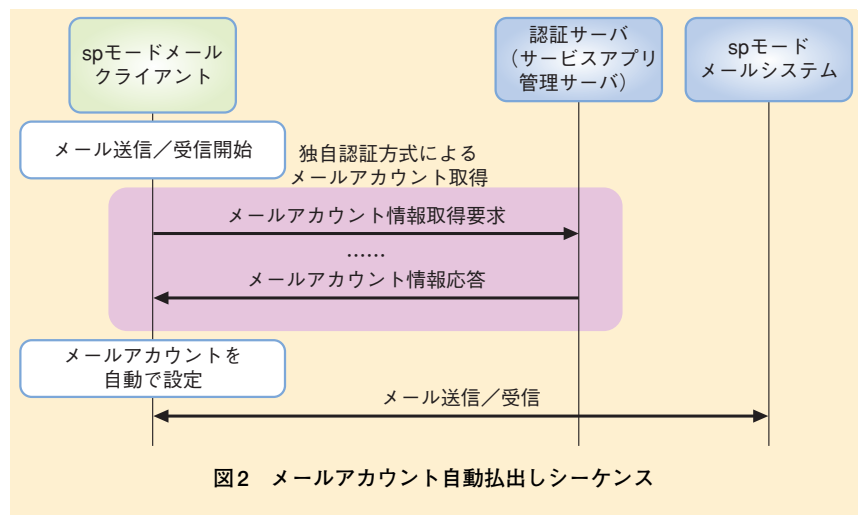 spモードメール
クライアント
認証サーバ
（サービスアプリ
管理サーバ）
spモード
メールシステム
メール送信／受信開始
独自認証方式による
メールアカウント取得
メールアカウント情報取得要求
……
メールアカウント情報応答
メールアカウントを
自動で設定
メール送信／受信
図2　メールアカウント自動払出しシーケンス